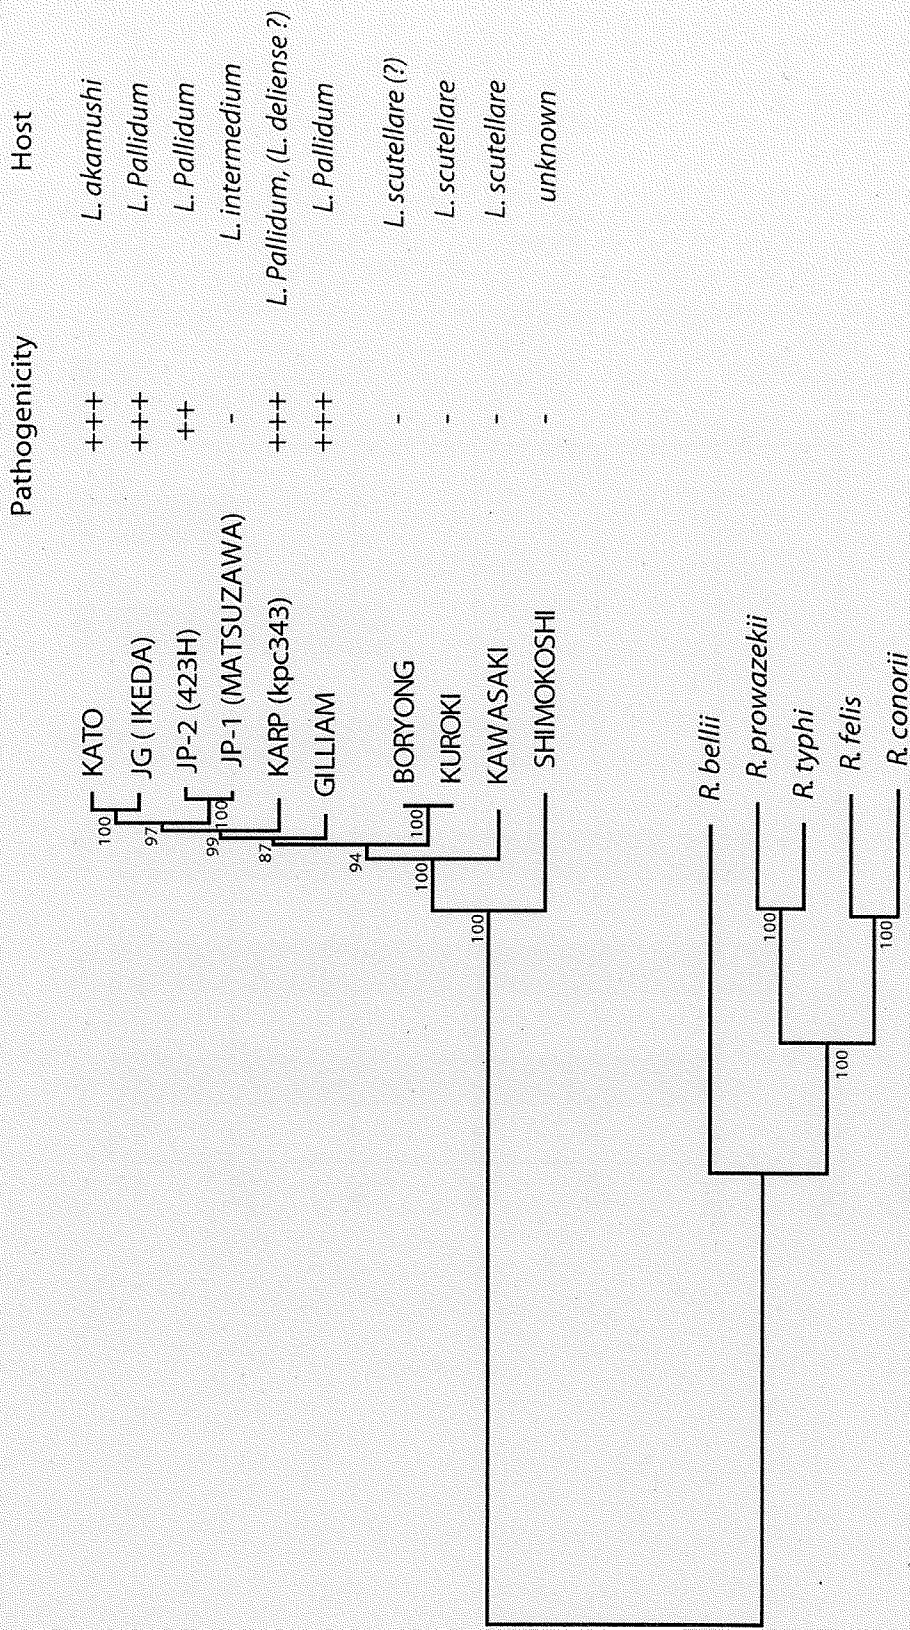 Pathogenicity Host
KATO +++ L. akamushi
JG ( IKEDA) +++ L. Pallidum
JP-2 (423H) ++ L. Pallidum
JP-1 (MATSUZAWA) - L. intermedium
KARP (kpc343) +++ L. Pallidum, (L. deliense ?)
GILLIAM +++ L. Pallidum
BORYONG - L. scutellare (?)
KUROKI - L. scutellare
KAWASAKI - L. scutellare
SHIMOKOSHI - unknown
R. bellii
R. prowazekii
R. typhi
R. felis
R. conorii
100
97
100
99
87
100
94
100
100
100
100
100